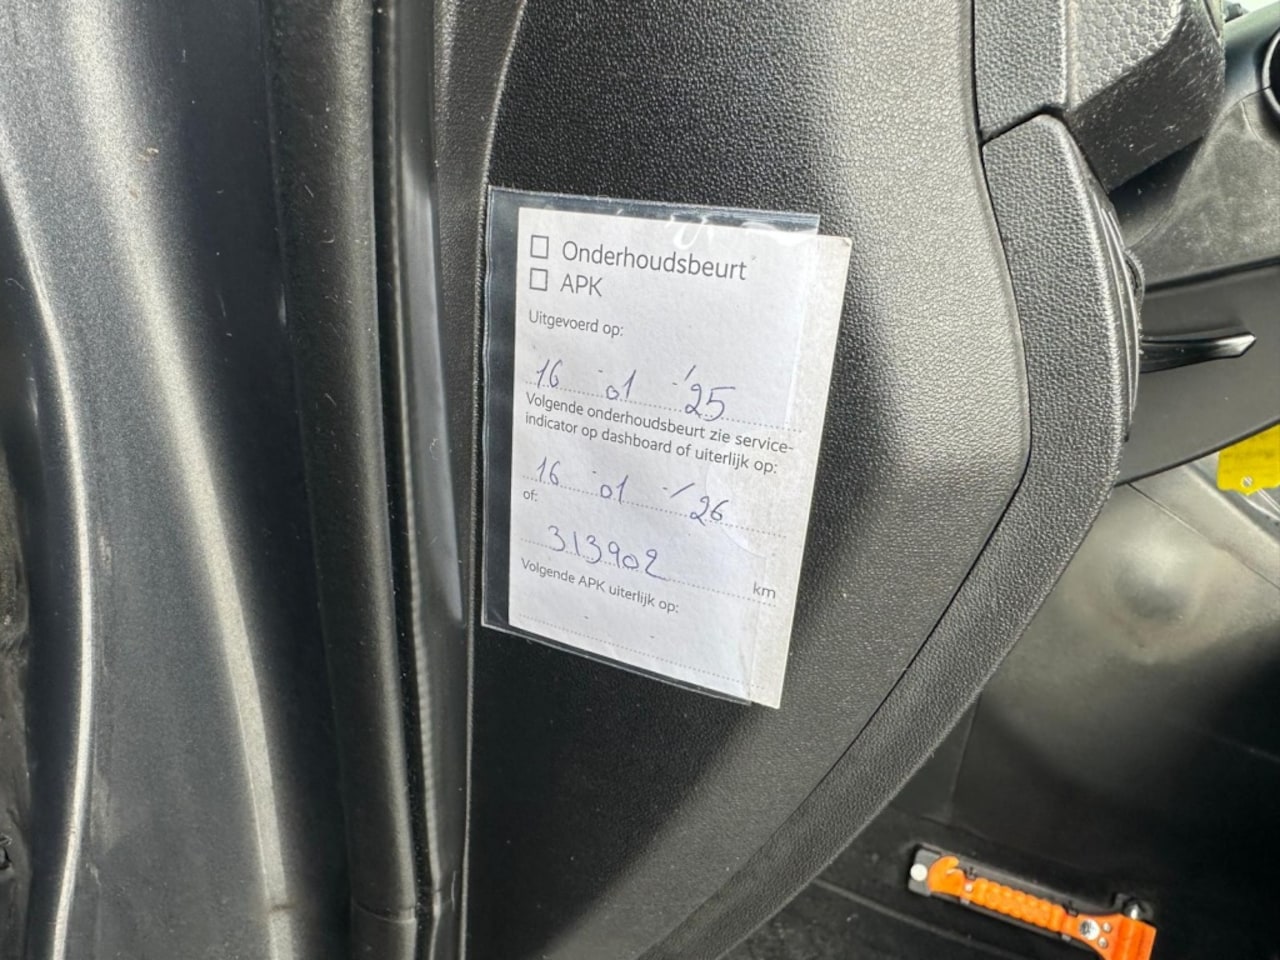 ☐ Onderhoudsbeurt
☐ APK
Uitgevoerd op:
16 - 01 - '25
Volgende onderhoudsbeurt zie service-
indicator op dashboard of uiterlijk op:
16 - 01 - '26
of:
313902 km
Volgende APK uiterlijk op: